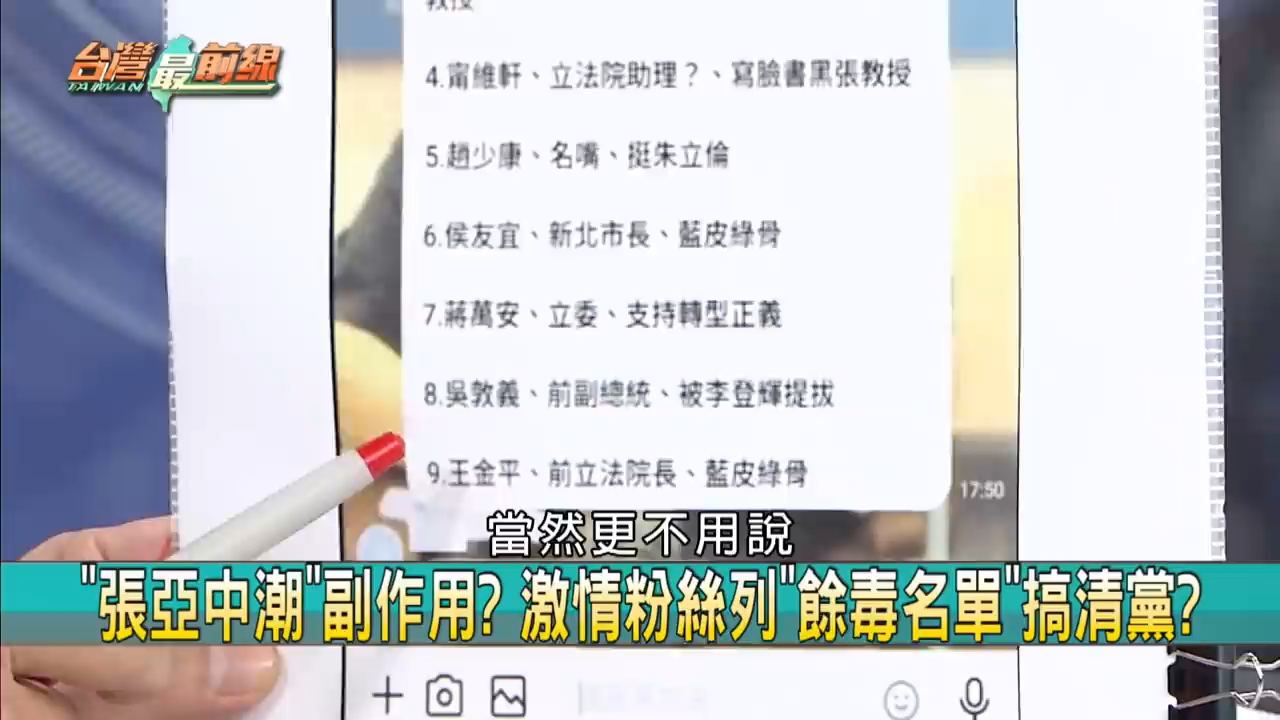 教授
台灣最前線
TAIWAN
4.甯維軒、立法院助理？、寫臉書黑張教授
5.趙少康、名嘴、挺朱立倫
6.侯友宜、新北市長、藍皮綠骨
7.蔣萬安、立委、支持轉型正義
8.吳敦義、前副總統、被李登輝提拔
9.王金平、前立法院長、藍皮綠骨
17:50
當然更不用說
"張亞中潮"副作用? 激情粉絲列"餘毒名單"搞清黨?